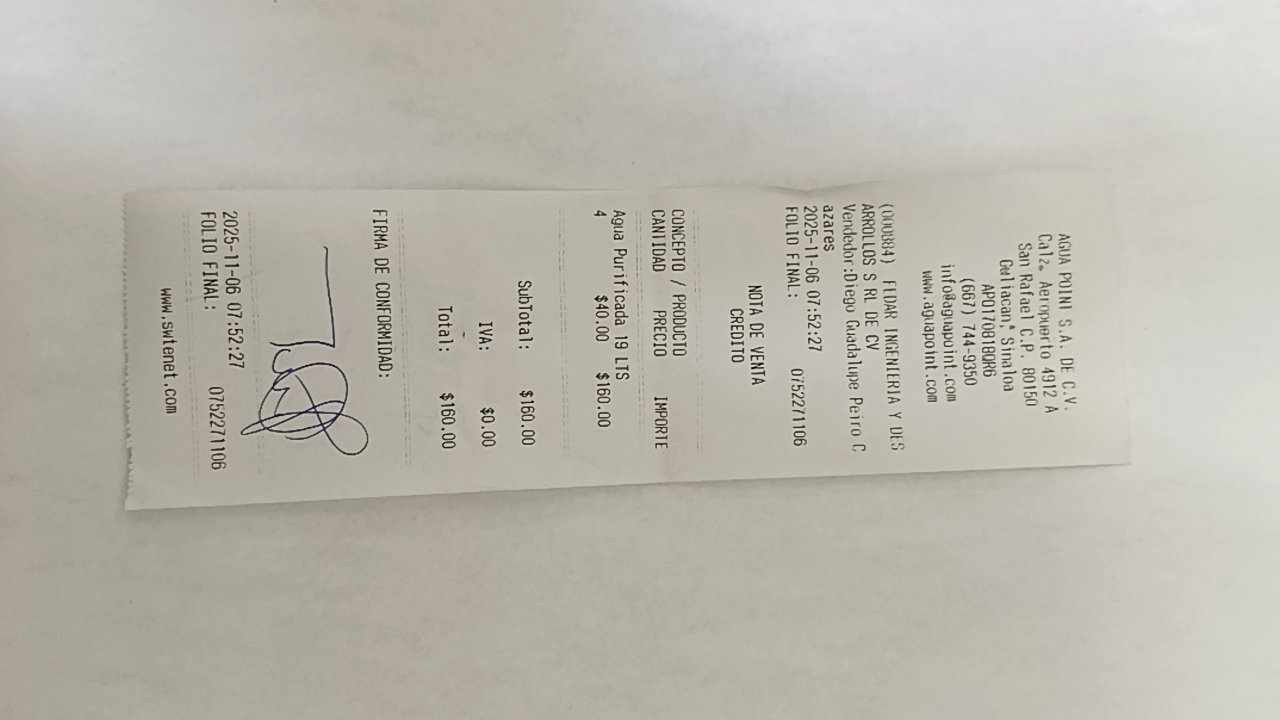 AGUA POINT S.A. DE C.V.
Calz. Aeropuerto 4912 A
San Rafael C.P. 80150
Culiacan, Sinaloa
APO170818QR6
(667) 744-9350
info@aguapoint.com
www.aguapoint.com
(000884) FEDAR INGENIERIA Y DES
ARROLLOS S RL DE CV
Vendedor:Diego Guadalupe Peiro C
azares
2025-11-06 07:52:27
FOLIO FINAL: 0752271106
NOTA DE VENTA
CREDITO
CONCEPTO / PRODUCTO
CANTIDAD PRECIO IMPORTE
Agua Purificada 19 LTS
4 $40.00 $160.00
SubTotal: $160.00
IVA: $0.00
Total: $160.00
FIRMA DE CONFORMIDAD:
2025-11-06 07:52:27
FOLIO FINAL: 0752271106
www.swtenet.com